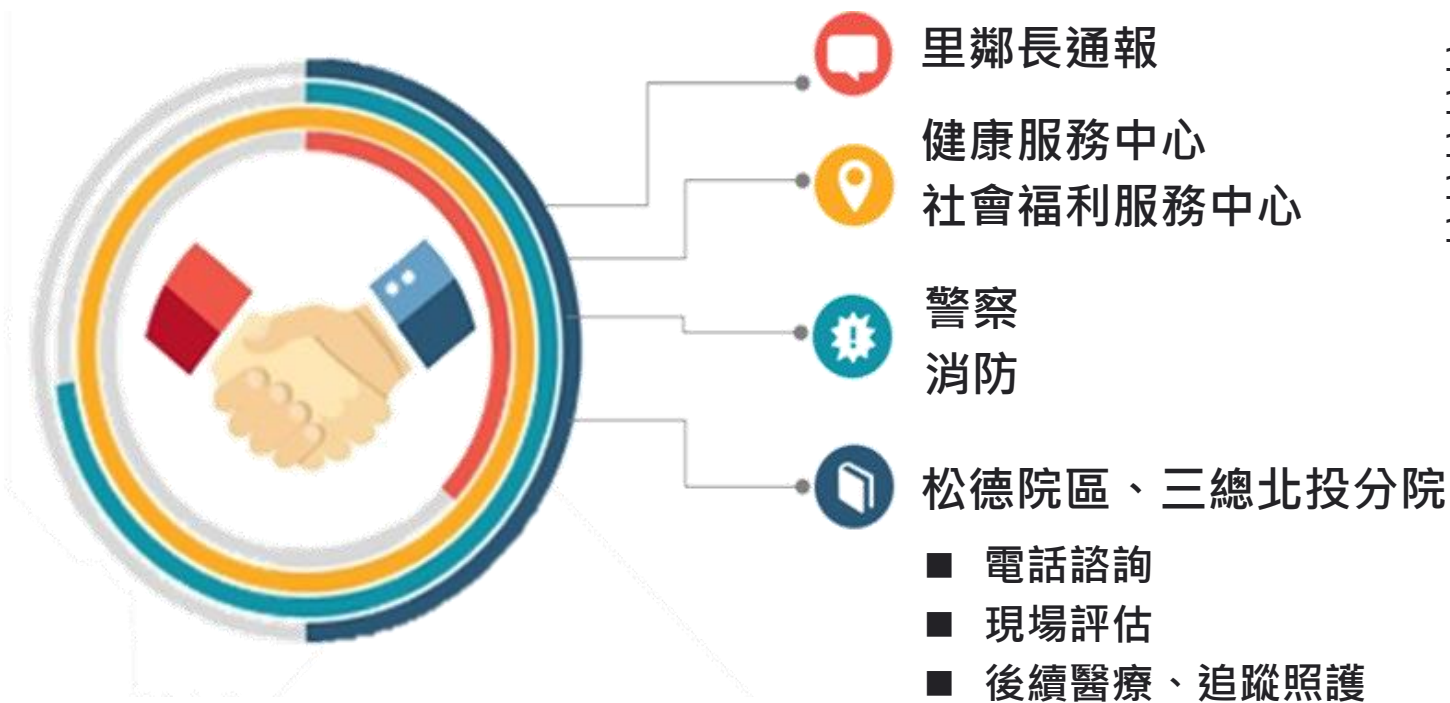 里鄰長通報
健康服務中心
社會福利服務中心
警察
消防
松德院區、三總北投分院
■ 電話諮詢
■ 現場評估
■ 後續醫療、追蹤照護